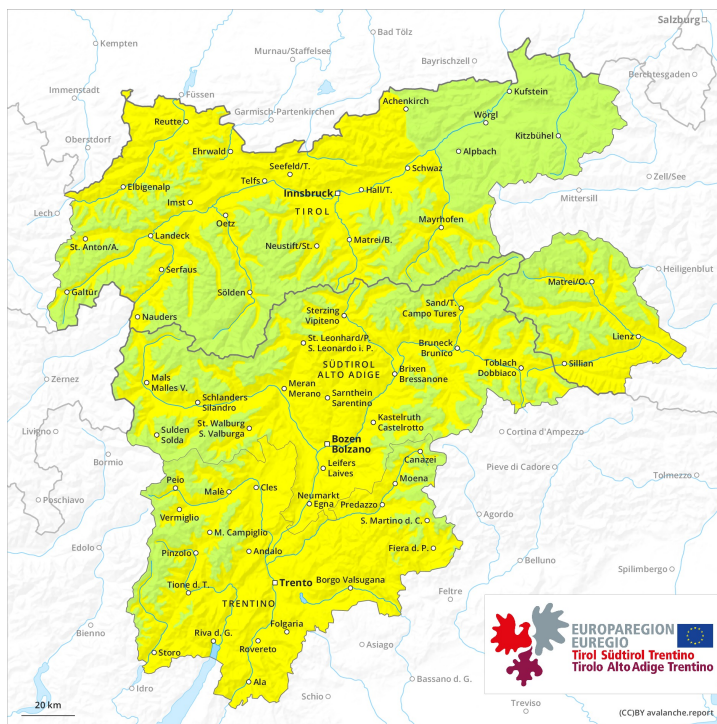 Salzburg
Kempten
Bad Tölz
Murnau/Staffelsee
Bayrischzell
Berchtesgaden
Immenstadt
Füssen
Garmisch-Partenkirchen
Achenkirch
Kufstein
Oberstdorf
Reutte
Wörgl
Kitzbühel
Ehrwald
Seefeld/T.
Alpbach
Schwaz
Zell/See
Elbigenalp
Telfs
Innsbruck
Hall/T.
Mittersill
Lech
Imst
TIROL
Oetz
Mayrhofen
St. Anton/A.
Landeck
Neustift/St.
Matrei/B.
Heiligenblut
Serfaus
Galtür
Sölden
Matrei/O.
Nauders
Sterzing
Vipiteno
Sand/T.
Campo Tures
Lienz
St. Leonhard/P.
S. Leonardo i. P.
Bruneck
Brunico
Sillian
Zernez
SÜDTIROL
ALTO ADIGE
Brixen
Bressanone
Toblach
Dobbiaco
Mals
Malles V.
Meran
Merano
Sarnthein
Sarentino
Schlanders
Silandro
Livigno
St. Walburg
S. Valburga
Kastelruth
Castelrotto
Sulden
Solda
Bozen
Bolzano
Cortina d'Ampezzo
Bormio
Canazei
Pieve di Cadore
Leifers
Laives
Tolmezzo
Poschiavo
Peio
Malè
Cles
Moena
Neumarkt
Egna
Predazzo
Vermiglio
Agordo
M. Campiglio
S. Martino d. C.
Edolo
Pinzolo
Andalo
Fiera d. P.
Belluno
Spilimbergo
Tione d. T.
Trento
Borgo Valsugana
Feltre
TRENTINO
Bienno
Folgaria
Riva d. G.
Rovereto
Asiago
Storo
Bassano d. G.
Idro
Ala
Schio
Treviso
EUROPAREGION
EUREGIO
Tirol Südtirol Trentino
Tirolo Alto Adige Trentino
20 km
(CC)BY avalanche.report